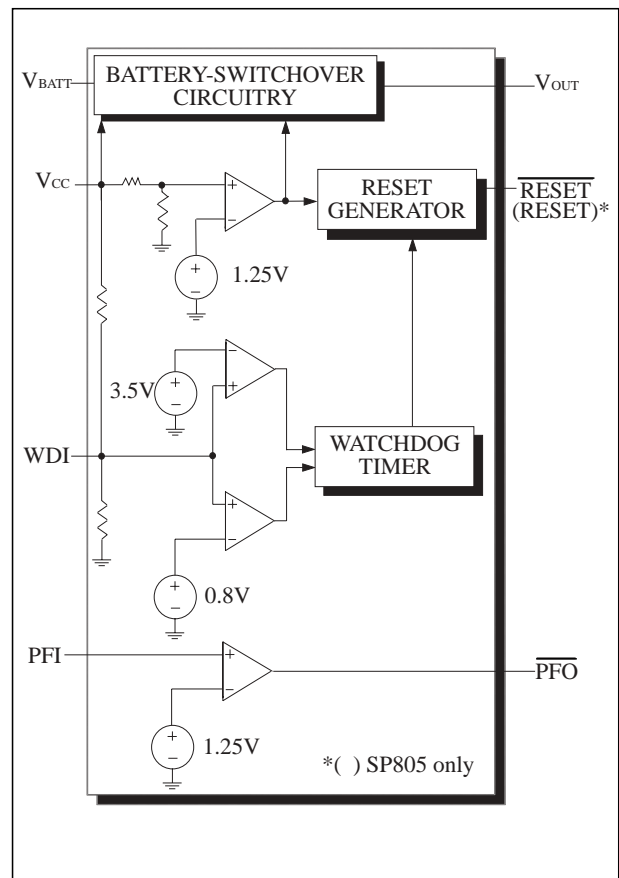 VBATT
BATTERY-SWITCHOVER
CIRCUITRY
VOUT
VCC
+
−
RESET
GENERATOR
RESET
(RESET)*
+
−
1.25V
−
+
+
−
3.5V
WDI
WATCHDOG
TIMER
+
−
+
−
0.8V
PFI
+
−
PFO
+
−
1.25V
*( ) SP805 only